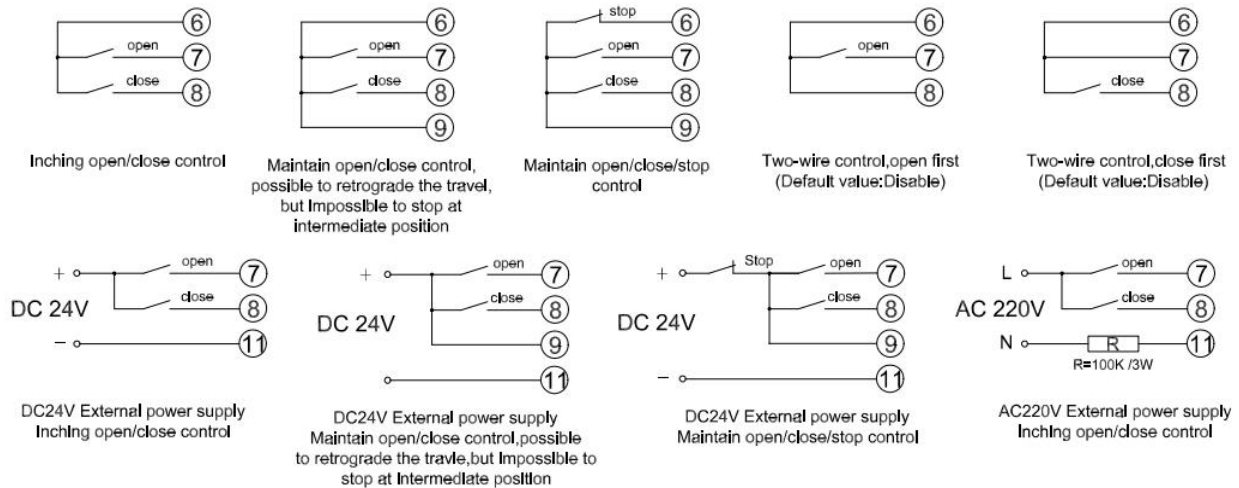 6
open
7
close
8
Inching open/close control
6
open
7
close
8
9
Maintain open/close control,
possible to retrograde the travel,
but impossible to stop at
intermediate position
stop
6
open
7
close
8
9
Maintain open/close/stop
control
6
open
7
8
Two-wire control,open first
(Default value:Disable)
6
7
close
8
Two-wire control,close first
(Default value:Disable)
+
open
7
close
8
DC 24V
-
11
DC24V External power supply
Inching open/close control
+
open
7
close
8
DC 24V
9
11
DC24V External power supply
Maintain open/close control,possible
to retrograde the travle,but impossible to
stop at intermediate position
+
Stop
open
7
close
8
DC 24V
9
-
11
DC24V External power supply
Maintain open/close/stop control
L
open
7
close
8
AC 220V
N
R
11
R=100K /3W
AC220V External power supply
Inching open/close control